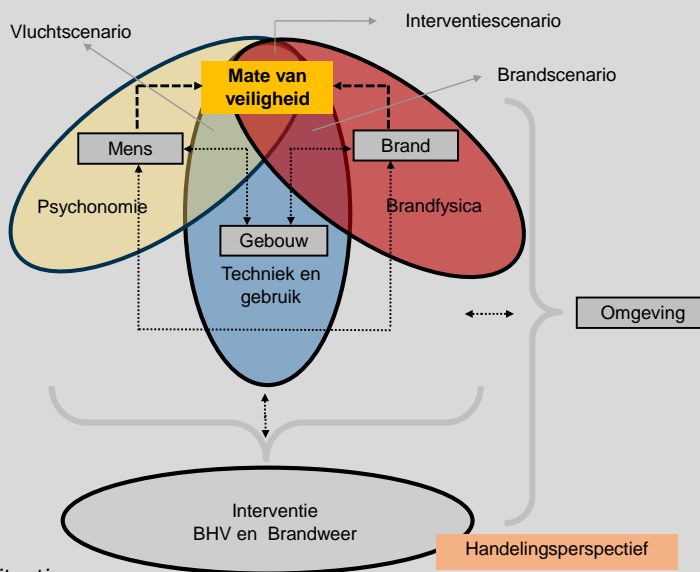 Vluchtscenario
Interventiescenario
Brandscenario
Mate van
veiligheid
Mens
Brand
Psychonomie
Brandfysica
Gebouw
Techniek en
gebruik
Omgeving
Interventie
BHV en Brandweer
Handelingsperspectief